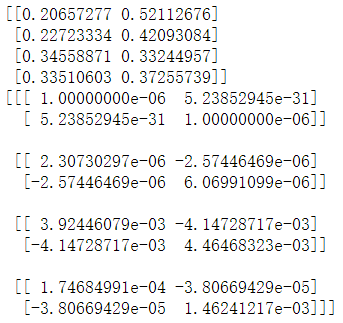 [[0.20657277 0.52112676]
[0.22723334 0.42093084]
[0.34558871 0.33244957]
[0.33510603 0.37255739]]
[[[ 1.00000000e-06 5.23852945e-31]
[ 5.23852945e-31 1.00000000e-06]]
[[ 2.30730297e-06 -2.57446469e-06]
[-2.57446469e-06 6.06991099e-06]]
[[ 3.92446079e-03 -4.14728717e-03]
[-4.14728717e-03 4.46468323e-03]]
[[ 1.74684991e-04 -3.80669429e-05]
[-3.80669429e-05 1.46241217e-03]]]